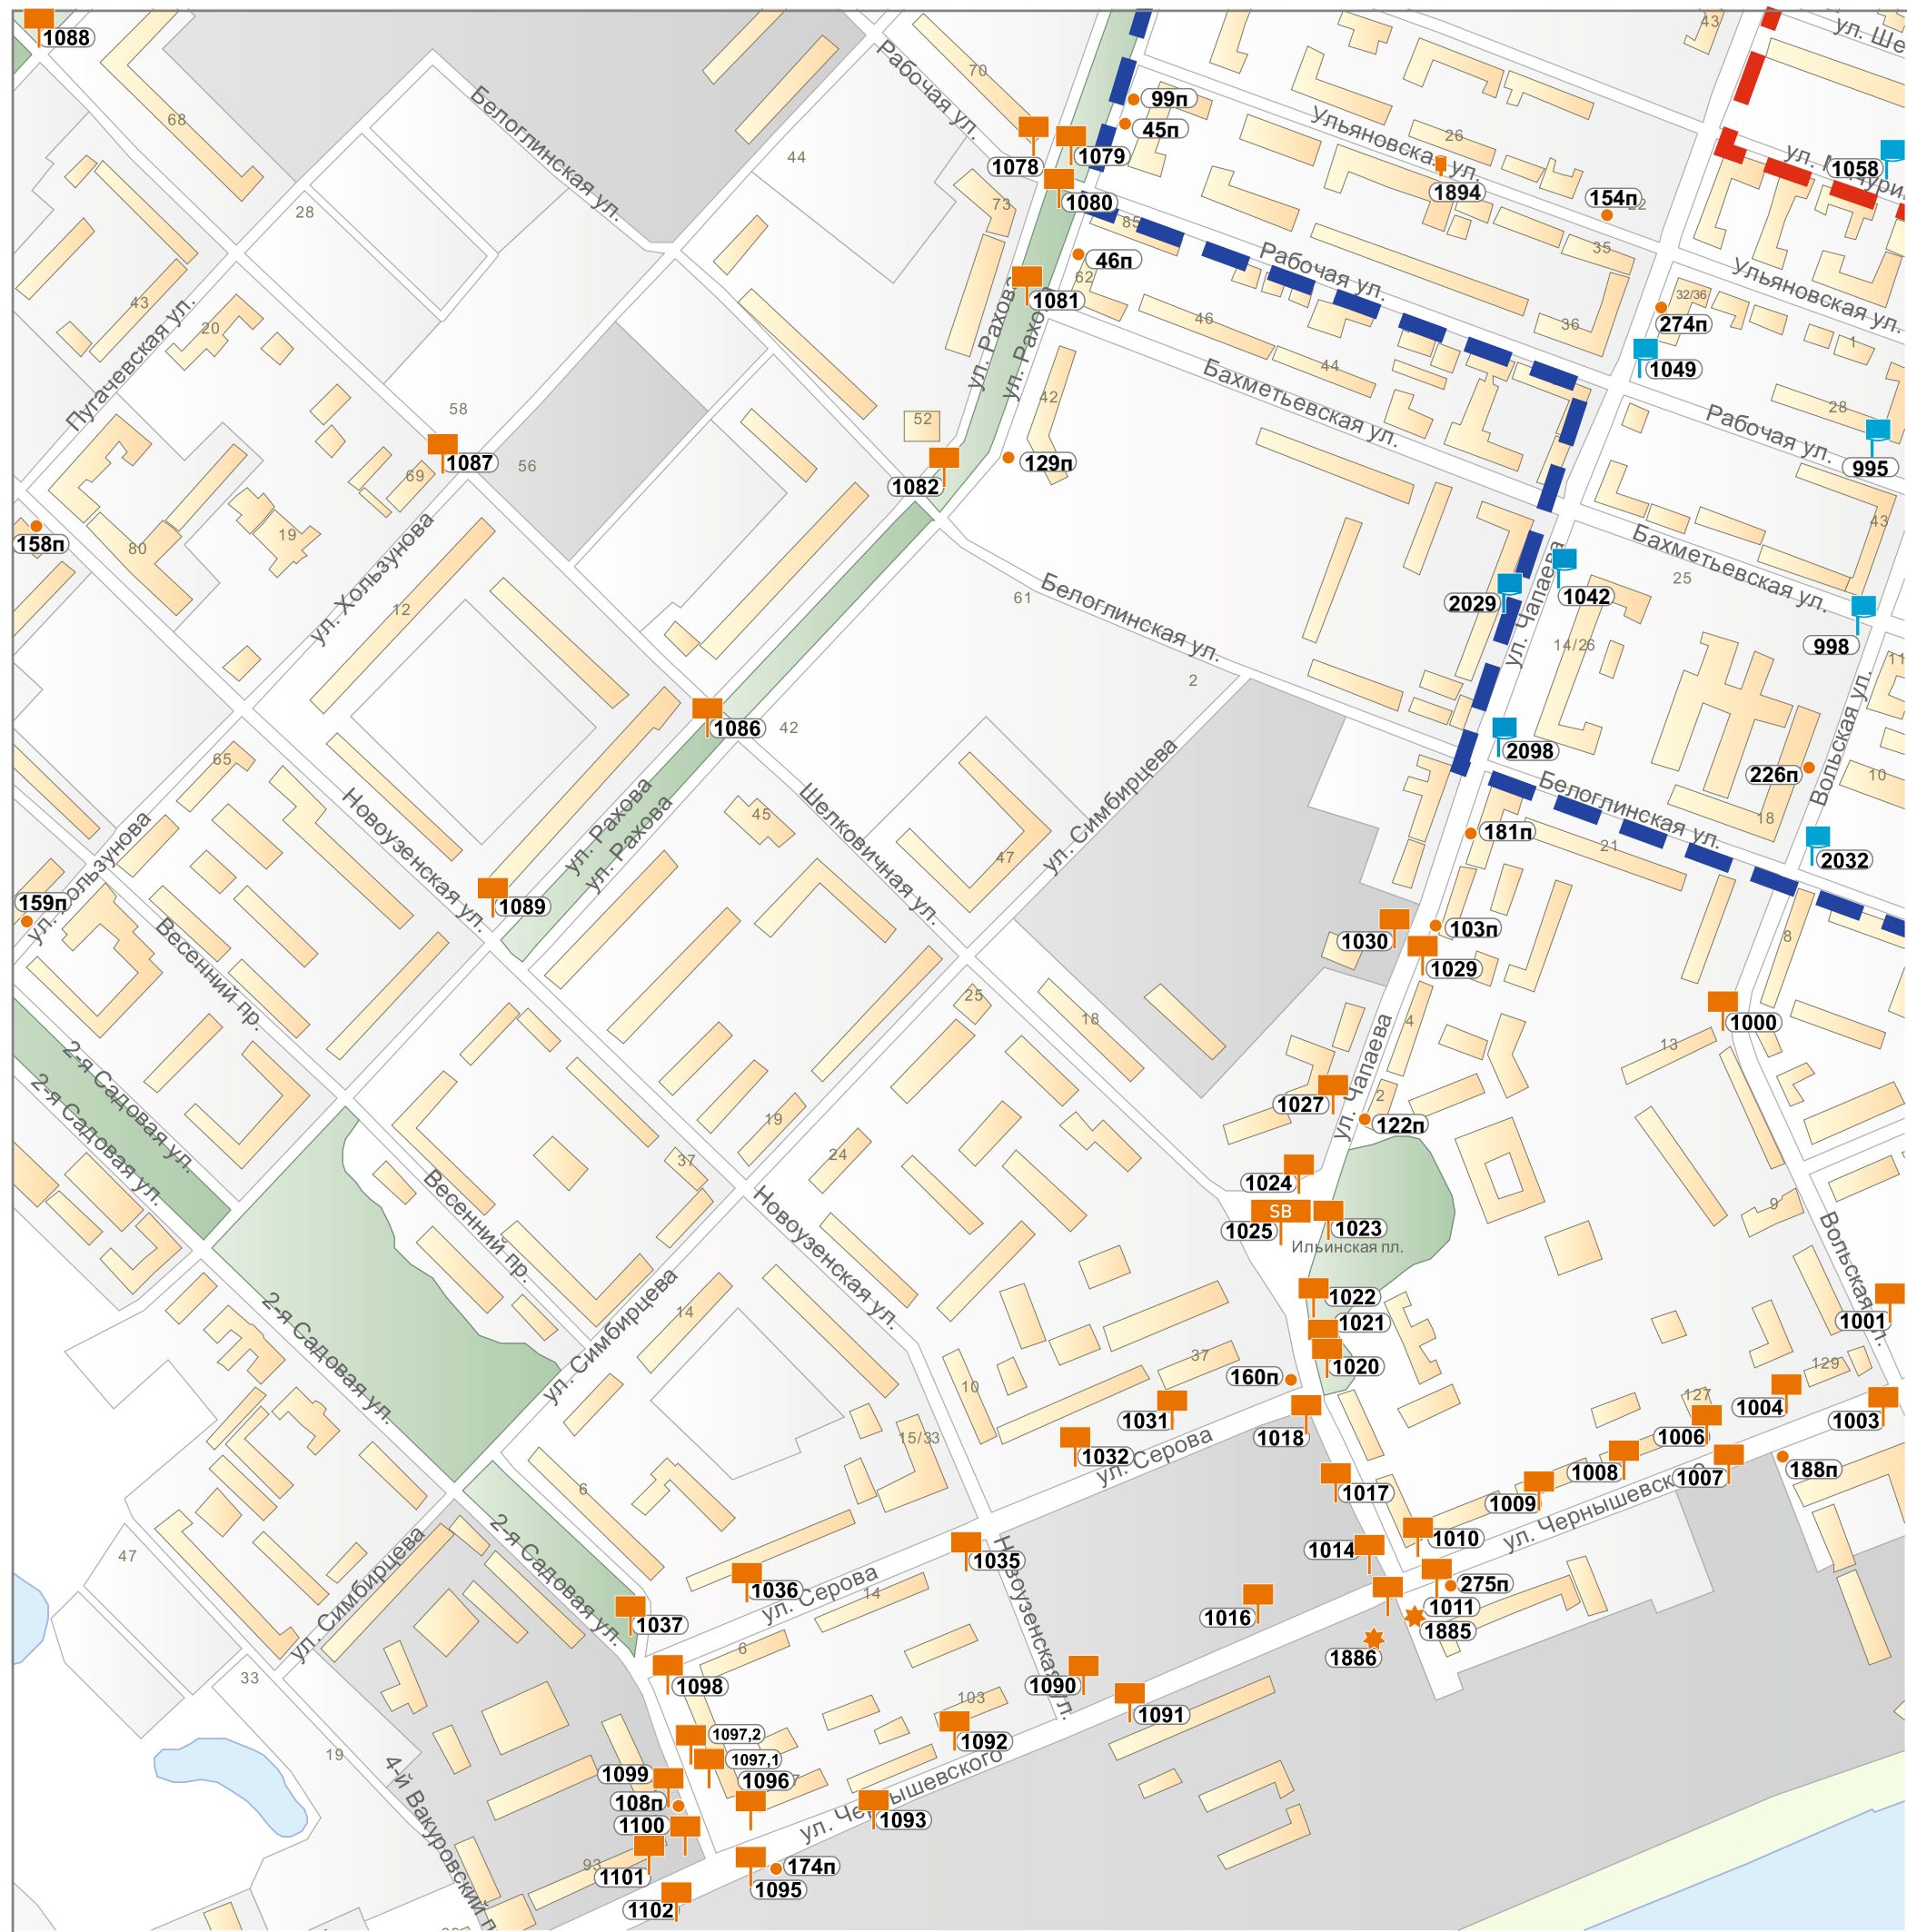 1088
68
Белоглинская ул.
28
43
Пугачевская ул.
20
44
Рабочая ул.
70
99п
45п
1078
1079
1080
73
85
46п
62
1081
ул. Рахова
ул. Рахова
43
ул. Ше
Ульяновская ул.
26
1894
154п
22
35
1058
Рабочая ул.
46
44
36
32/36
274п
1049
Ульяновская ул.
1
28
Рабочая ул.
995
Бахметьевская ул.
42
52
129п
1082
58
1087
56
69
158п
80
19
12
ул. Хользунова
61
Белоглинская ул.
2
2029
1042
ул. Чапаева
14/26
Бахметьевская ул.
25
43
998
11
Вольская ул.
1086
42
2098
226п
10
18
Белоглинская ул.
65
Новоузенская ул.
ул. Рахова
ул. Рахова
45
Шелковичная ул.
47
ул. Симбирцева
181п
21
2032
159п
ул. Хользунова
1089
Весенний пр.
103п
1030
1029
8
1000
25
18
4
13
ул. Чапаева
1027
2
122п
2-я Садовая ул.
2-я Садовая ул.
19
37
24
Весенний пр.
Новоузенская ул.
1024
SB
1025
1023
Ильинская пл.
9
Вольская ул.
1022
1021
1020
1001
2-я Садовая ул.
ул. Симбирцева
14
37
160п
10
1031
1032
ул. Серова
1018
129
127
1004
1003
1006
1007
188п
1008
1009
ул. Чернышевского
15/33
6
1017
1010
1014
2-я Садовая ул.
47
ул. Симбирцева
1035
1036
ул. Серова
14
Новоузенская ул.
1037
6
1016
275п
1011
1885
1886
33
1098
1090
103
1091
1092
19
4-й Вакуровский п
1097,2
1097,1
1099
1096
108п
1100
1093
ул. Чернышевского
93
1101
174п
1095
1102